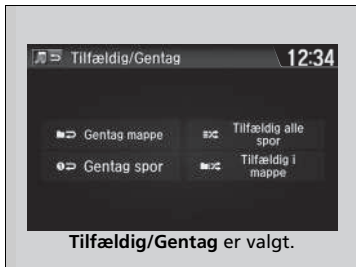 Tilfældig/Gentag 12:34
Gentag mappe
Tilfældig alle
spor
Gentag spor
Tilfældig i
mappe
Tilfældig/Gentag er valgt.